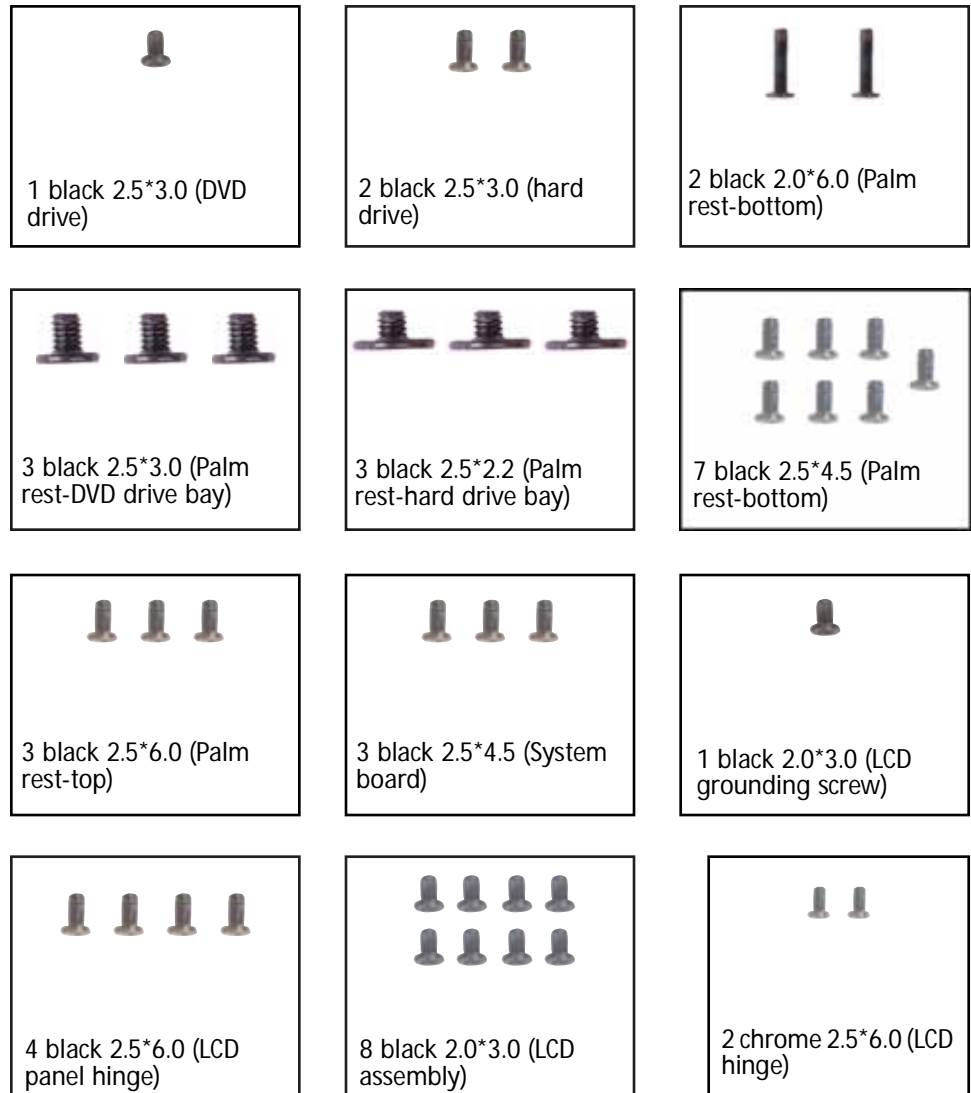 1 black 2.5*3.0 (DVD
drive)
2 black 2.5*3.0 (hard
drive)
2 black 2.0*6.0 (Palm
rest-bottom)
3 black 2.5*3.0 (Palm
rest-DVD drive bay)
3 black 2.5*2.2 (Palm
rest-hard drive bay)
7 black 2.5*4.5 (Palm
rest-bottom)
3 black 2.5*6.0 (Palm
rest-top)
3 black 2.5*4.5 (System
board)
1 black 2.0*3.0 (LCD
grounding screw)
4 black 2.5*6.0 (LCD
panel hinge)
8 black 2.0*3.0 (LCD
assembly)
2 chrome 2.5*6.0 (LCD
hinge)